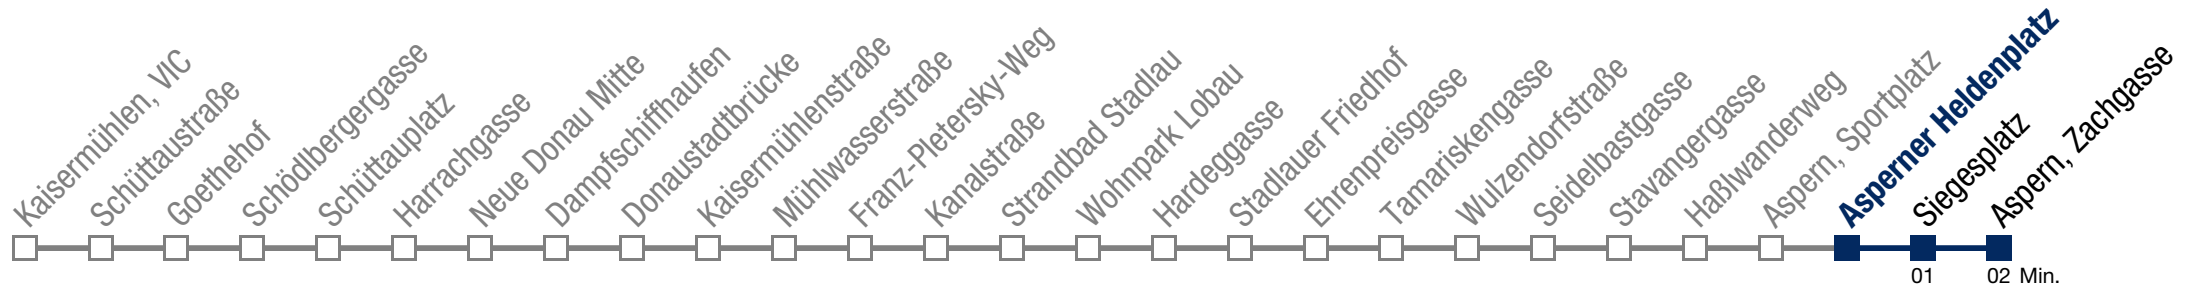 Kaisermühlen, VIC
Schüttaustraße
Goethehof
Schödlbergergasse
Schüttauplatz
Harrachgasse
Neue Donau Mitte
Dampfschiffhaufen
Donaustadtbrücke
Kaisermühlenstraße
Mühlwasserstraße
Franz-Pletersky-Weg
Kanalstraße
Strandbad Stadlau
Wohnpark Lobau
Hardeggasse
Stadlauer Friedhof
Ehrenpreisgasse
Tamariskengasse
Wulzendorfstraße
Seidelbastgasse
Stavangergasse
Haßlwanderweg
Aspern, Sportplatz
Asperner Heldenplatz
Siegesplatz
Aspern, Zachgasse
01 02 Min.